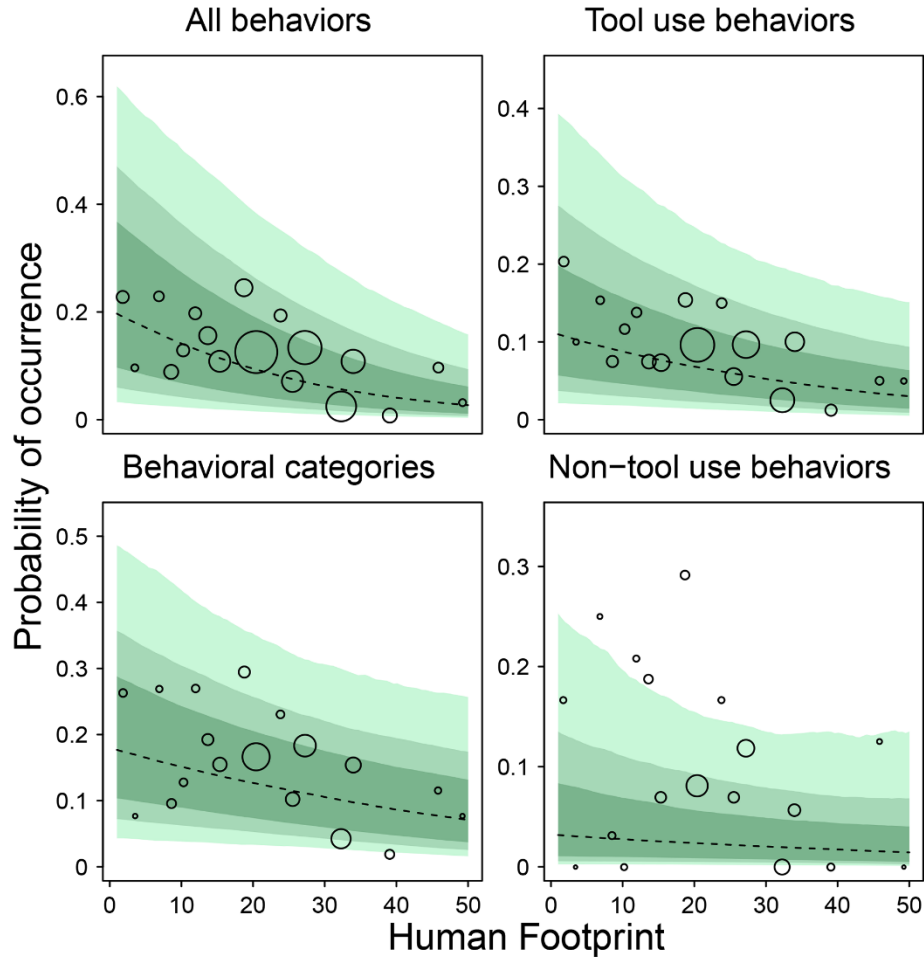 All behaviors
Tool use behaviors
0.6
0.4
0.2
0
0.4
0.3
0.2
0.1
0
Probability of occurrence
Behavioral categories
Non−tool use behaviors
0.5
0.4
0.3
0.2
0.1
0
0.3
0.2
0.1
0
0 10 20 30 40 50
0 10 20 30 40 50
Human Footprint